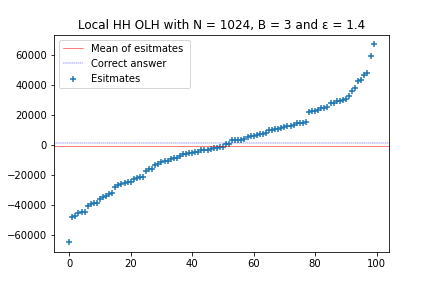 Local HH OLH with N = 1024, B = 3 and ε = 1.4
Mean of esitmates
Correct answer
Esitmates
60000
40000
20000
0
−20000
−40000
−60000
0 20 40 60 80 100